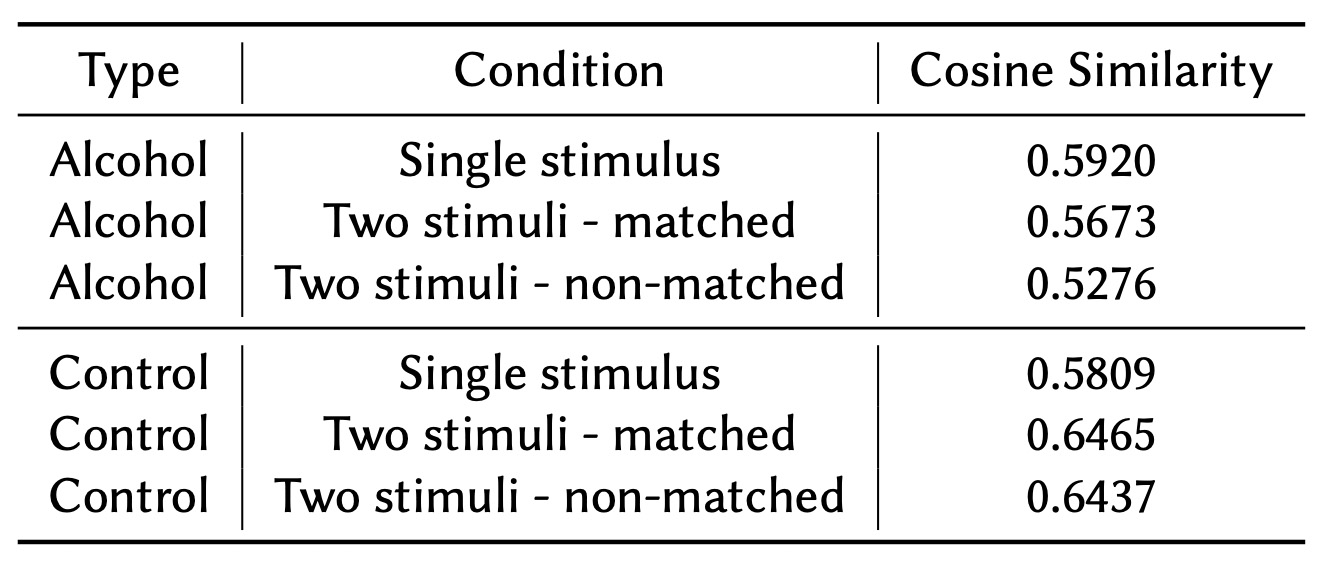 Type Condition Cosine Similarity
Alcohol Single stimulus 0.5920
Alcohol Two stimuli - matched 0.5673
Alcohol Two stimuli - non-matched 0.5276
Control Single stimulus 0.5809
Control Two stimuli - matched 0.6465
Control Two stimuli - non-matched 0.6437